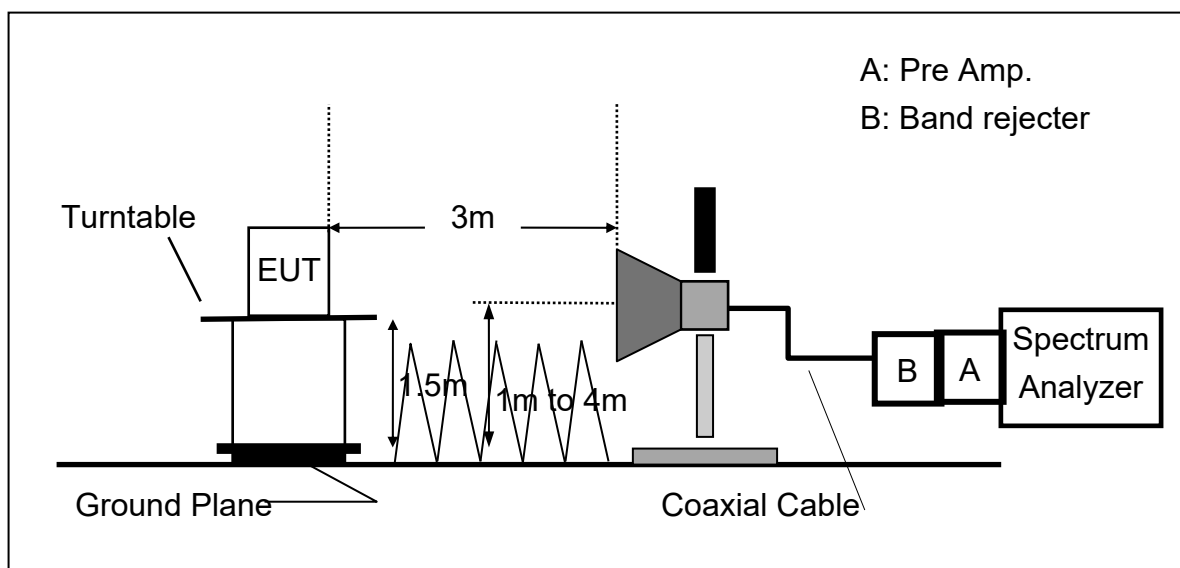 A: Pre Amp.
B: Band rejecter
Turntable
3m
EUT
1.5m
1m to 4m
B
A
Spectrum
Analyzer
Ground Plane
Coaxial Cable